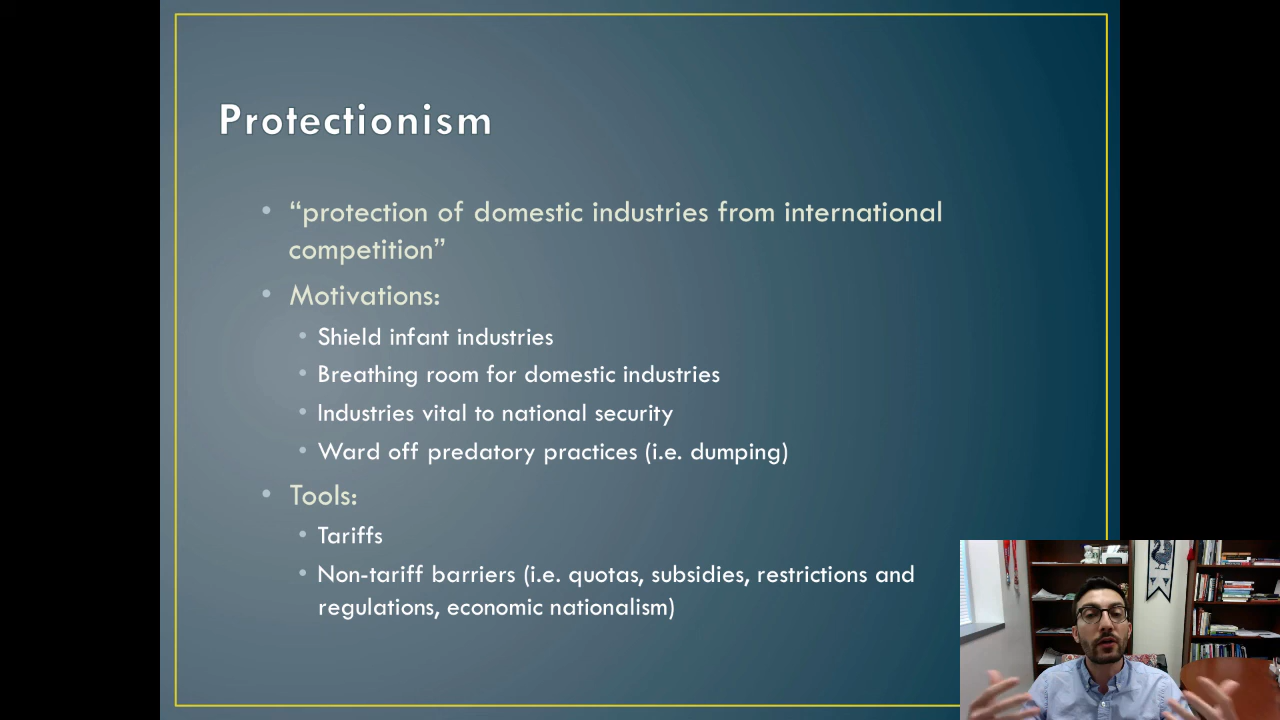 Protectionism
• “protection of domestic industries from international
competition”
• Motivations:
• Shield infant industries
• Breathing room for domestic industries
• Industries vital to national security
• Ward off predatory practices (i.e. dumping)
• Tools:
• Tariffs
• Non-tariff barriers (i.e. quotas, subsidies, restrictions and
regulations, economic nationalism)